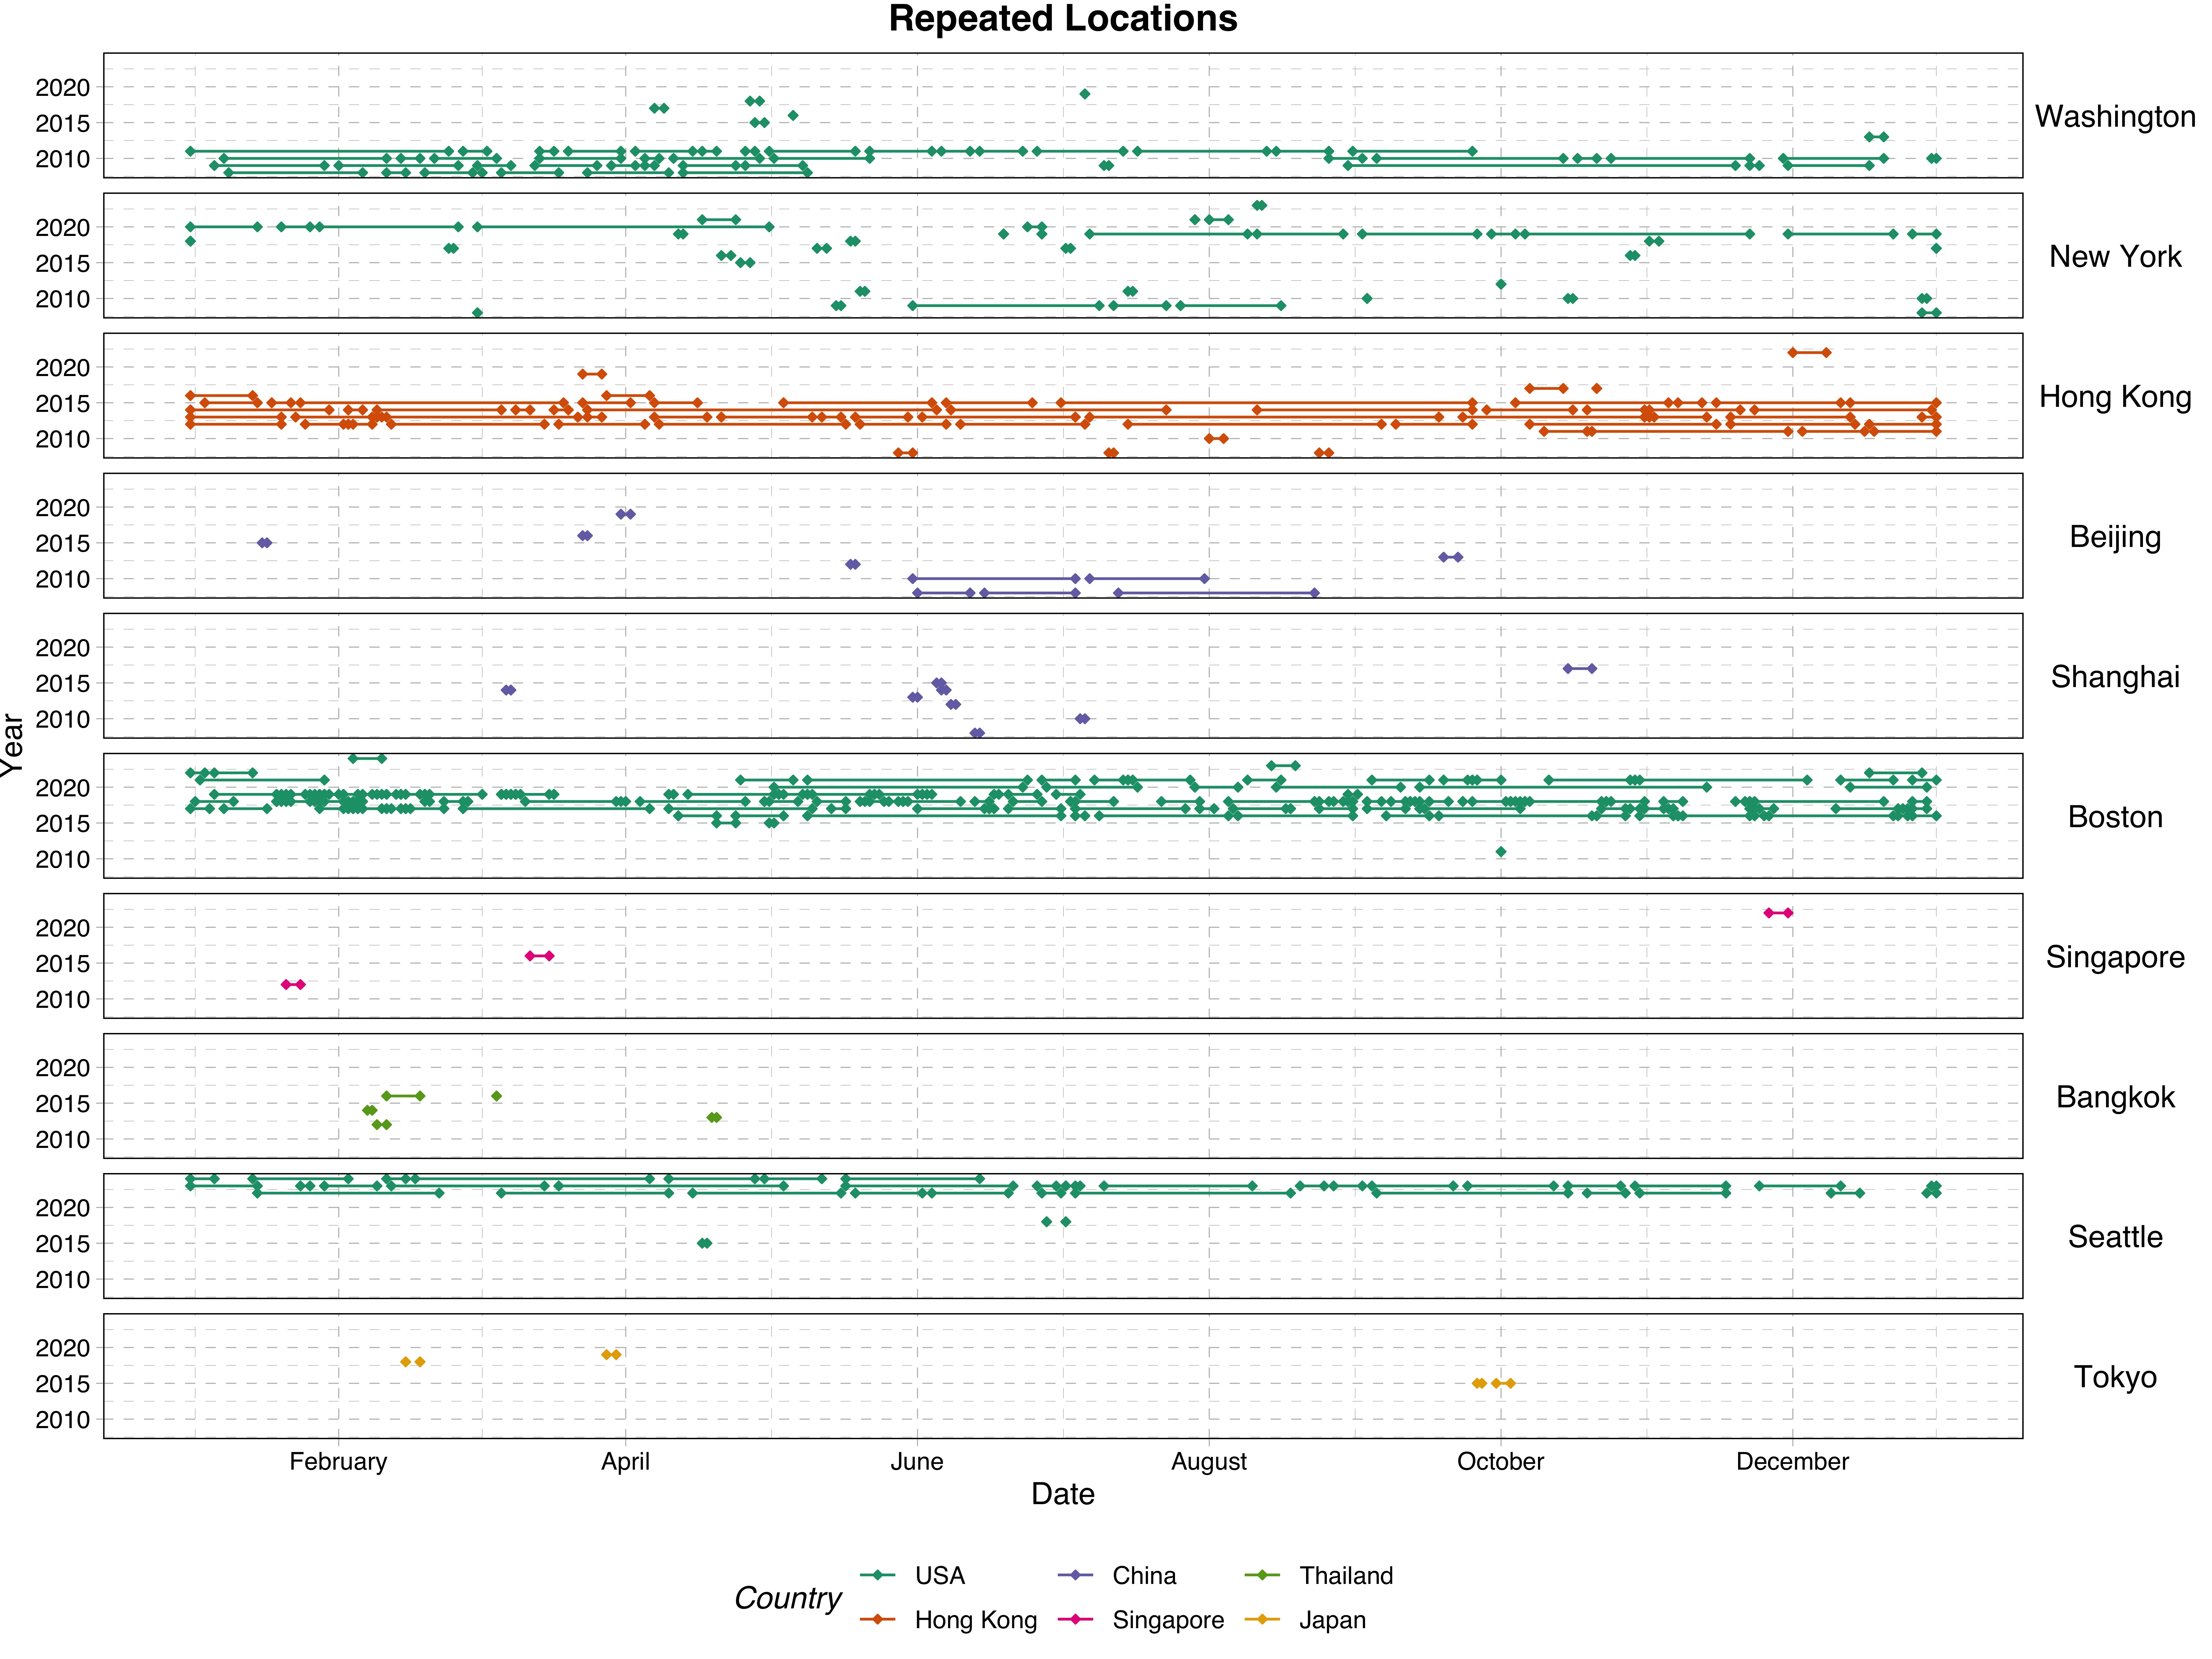 Repeated Locations
2020
2015
2010
Washington
2020
2015
2010
New York
2020
2015
2010
Hong Kong
2020
2015
2010
Beijing
2020
2015
2010
Shanghai
Year
2020
2015
2010
Boston
2020
2015
2010
Singapore
2020
2015
2010
Bangkok
2020
2015
2010
Seattle
2020
2015
2010
Tokyo
February April June August October December
Date
Country
USA China Thailand
Hong Kong Singapore Japan